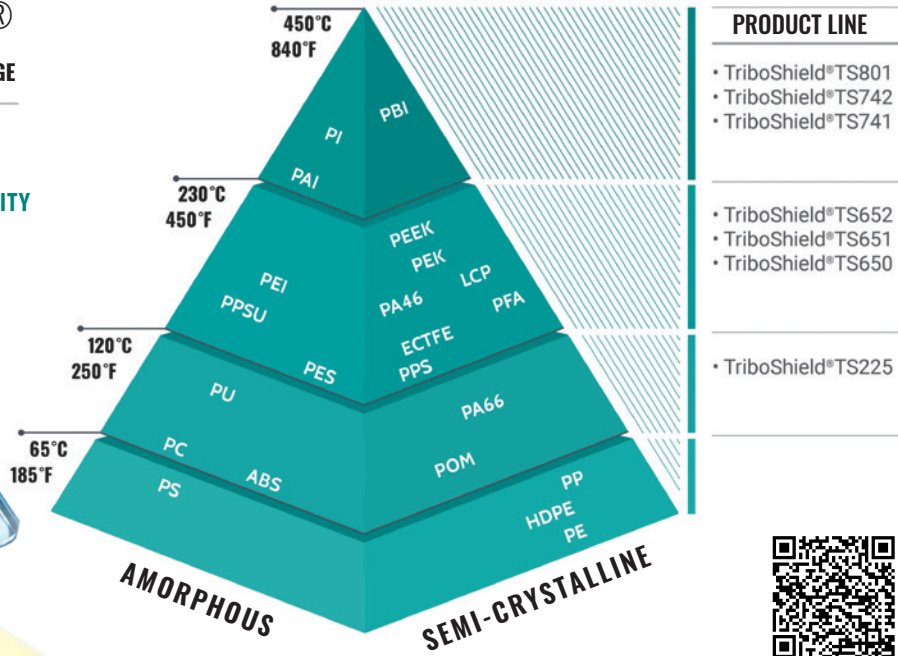 ®
GE
ITY
450°C
840°F
230°C
450°F
120°C
250°F
65°C
185°F
PI
PBI
PAI
PEEK
PEK
LCP
PEI
PA46
PFA
PPSU
ECTFE
PES
PPS
PU
PA66
PC
ABS
POM
PS
PP
HDPE
PE
AMORPHOUS
SEMI-CRYSTALLINE
PRODUCT LINE
• TriboShield®TS801
• TriboShield®TS742
• TriboShield®TS741
• TriboShield®TS652
• TriboShield®TS651
• TriboShield®TS650
• TriboShield®TS225